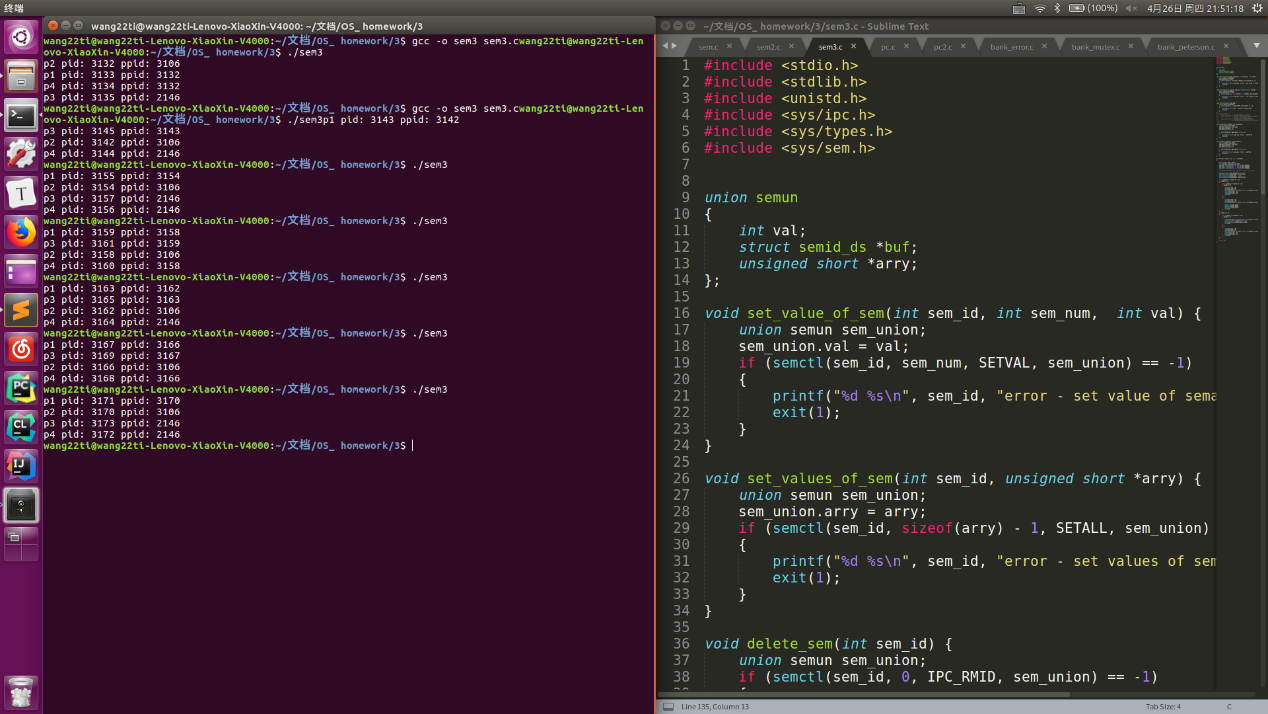 终端
(100%)
4月26日 周四 21:51:18
wang22ti@wang22ti-Lenovo-XiaoXin-V4000: ~/文档/OS_ homework/3
wang22ti@wang22ti-Lenovo-XiaoXin-V4000:~/文档/OS_ homework/3$ gcc -o sem3 sem3.cwang22ti@wang22ti-Len
ovo-XiaoXin-V4000:~/文档/OS_ homework/3$ ./sem3
p2 pid: 3132 ppid: 3106
p1 pid: 3133 ppid: 3132
p4 pid: 3134 ppid: 3132
p3 pid: 3135 ppid: 2146
wang22ti@wang22ti-Lenovo-XiaoXin-V4000:~/文档/OS_ homework/3$ gcc -o sem3 sem3.cwang22ti@wang22ti-Len
ovo-XiaoXin-V4000:~/文档/OS_ homework/3$ ./sem3p1 pid: 3143 ppid: 3142
p3 pid: 3145 ppid: 3143
p2 pid: 3142 ppid: 3106
p4 pid: 3144 ppid: 2146
wang22ti@wang22ti-Lenovo-XiaoXin-V4000:~/文档/OS_ homework/3$ ./sem3
p1 pid: 3155 ppid: 3154
p2 pid: 3154 ppid: 3106
p3 pid: 3157 ppid: 2146
p4 pid: 3156 ppid: 2146
wang22ti@wang22ti-Lenovo-XiaoXin-V4000:~/文档/OS_ homework/3$ ./sem3
p1 pid: 3159 ppid: 3158
p3 pid: 3161 ppid: 3159
p2 pid: 3158 ppid: 3106
p4 pid: 3160 ppid: 3158
wang22ti@wang22ti-Lenovo-XiaoXin-V4000:~/文档/OS_ homework/3$ ./sem3
p1 pid: 3163 ppid: 3162
p3 pid: 3165 ppid: 3163
p2 pid: 3162 ppid: 3106
p4 pid: 3164 ppid: 2146
wang22ti@wang22ti-Lenovo-XiaoXin-V4000:~/文档/OS_ homework/3$ ./sem3
p1 pid: 3167 ppid: 3166
p3 pid: 3169 ppid: 3167
p2 pid: 3166 ppid: 3106
p4 pid: 3168 ppid: 3166
wang22ti@wang22ti-Lenovo-XiaoXin-V4000:~/文档/OS_ homework/3$ ./sem3
p1 pid: 3171 ppid: 3170
p2 pid: 3170 ppid: 3106
p3 pid: 3173 ppid: 2146
p4 pid: 3172 ppid: 2146
wang22ti@wang22ti-Lenovo-XiaoXin-V4000:~/文档/OS_ homework/3$
~/文档/OS_ homework/3/sem3.c - Sublime Text
sem.c sem2.c sem3.c pc.c pc2.c bank_error.c bank_mutex.c bank_peterson.c
1 #include <stdio.h>
2 #include <stdlib.h>
3 #include <unistd.h>
4 #include <sys/ipc.h>
5 #include <sys/types.h>
6 #include <sys/sem.h>
7
8
9 union semun
10 {
11 int val;
12 struct semid_ds *buf;
13 unsigned short *arry;
14 };
15
16 void set_value_of_sem(int sem_id, int sem_num,  int val) {
17 union semun sem_union;
18 sem_union.val = val;
19 if (semctl(sem_id, sem_num, SETVAL, sem_union) == -1)
20 {
21 printf("%d %s\n", sem_id, "error - set value of sema
22 exit(1);
23 }
24 }
25
26 void set_values_of_sem(int sem_id, unsigned short *arry) {
27 union semun sem_union;
28 sem_union.arry = arry;
29 if (semctl(sem_id, sizeof(arry) - 1, SETALL, sem_union)
30 {
31 printf("%d %s\n", sem_id, "error - set values of sem
32 exit(1);
33 }
34 }
35
36 void delete_sem(int sem_id) {
37 union semun sem_union;
38 if (semctl(sem_id, 0, IPC_RMID, sem_union) == -1)
Line 135, Column 13
Tab Size: 4
C
T
PC
CL
IJ